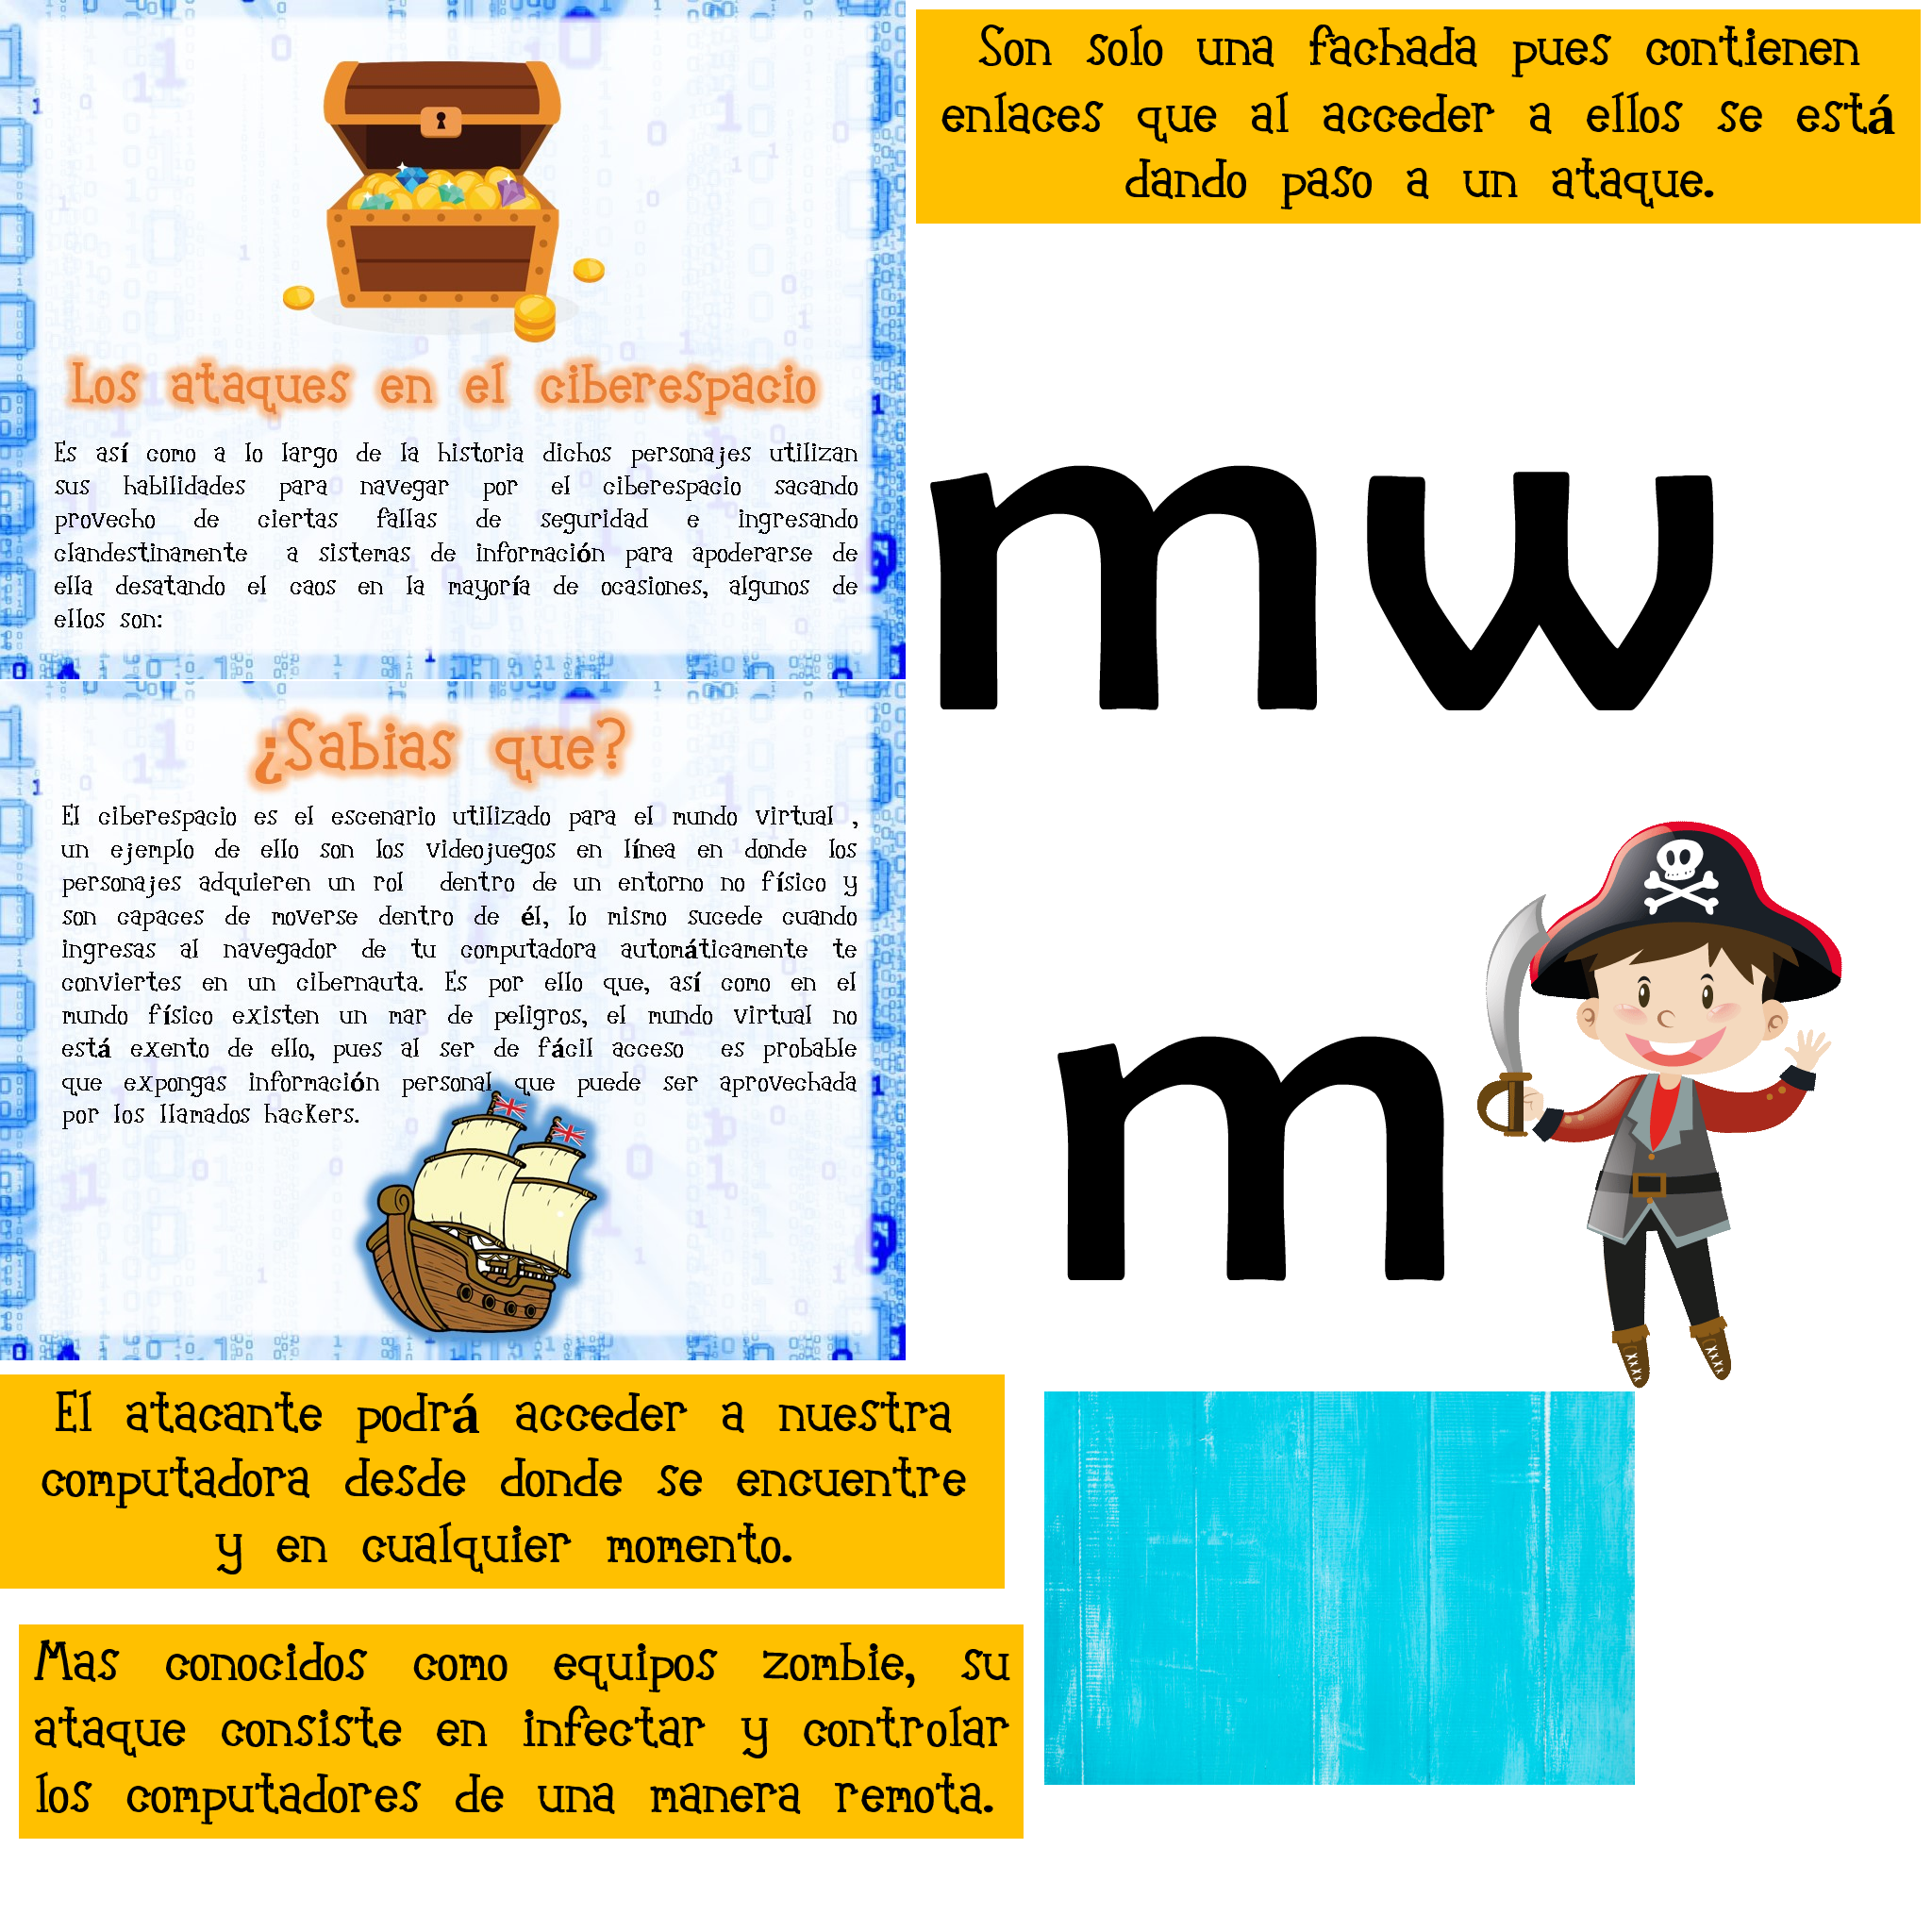 Los ataques en el ciberespacio
Es así como a lo largo de la historia dichos personajes utilizan
sus habilidades para navegar por el ciberespacio sacando
provecho de ciertas fallas de seguridad e ingresando
clandestinamente a sistemas de información para apoderarse de
ella desatando el caos en la mayoría de ocasiones, algunos de
ellos son:
¿Sabias que?
El ciberespacio es el escenario utilizado para el mundo virtual ,
un ejemplo de ello son los videojuegos en línea en donde los
personajes adquieren un rol dentro de un entorno no físico y
son capaces de moverse dentro de él, lo mismo sucede cuando
ingresas al navegador de tu computadora automáticamente te
conviertes en un cibernauta. Es por ello que, así como en el
mundo físico existen un mar de peligros, el mundo virtual no
está exento de ello, pues al ser de fácil acceso es probable
que expongas información personal que puede ser aprovechada
por los llamados hackers.
El atacante podrá acceder a nuestra
computadora desde donde se encuentre
y en cualquier momento.
Mas conocidos como equipos zombie, su
ataque consiste en infectar y controlar
los computadores de una manera remota.
Son solo una fachada pues contienen
enlaces que al acceder a ellos se está
dando paso a un ataque.
mw
m